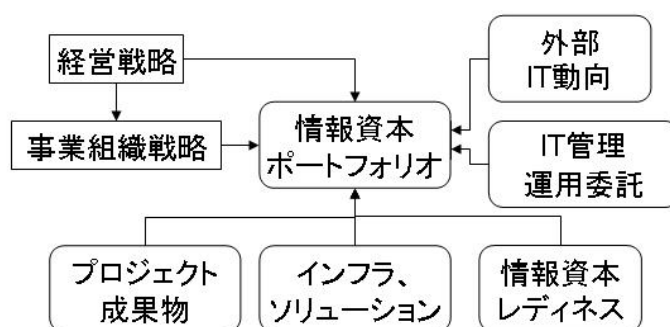 経営戦略
事業組織戦略
情報資本
ポートフォリオ
外部
IT動向
IT管理
運用委託
プロジェクト
成果物
インフラ、
ソリューション
情報資本
レディネス